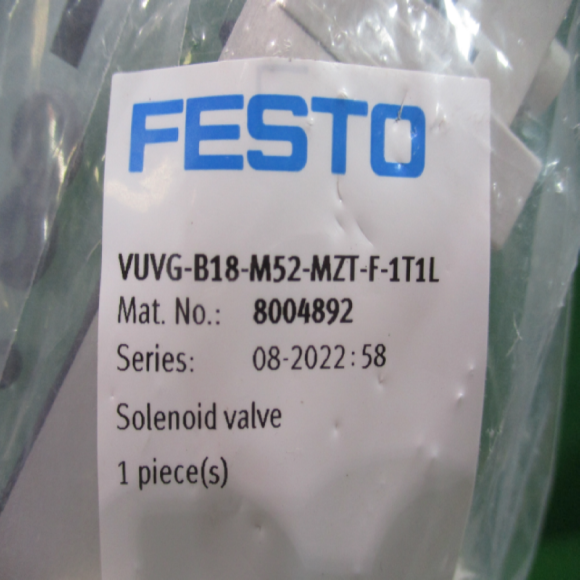 FESTO
VUVG-B18-M52-MZT-F-1T1L
Mat. No.: 8004892
Series: 08-2022:58
Solenoid valve
1 piece(s)